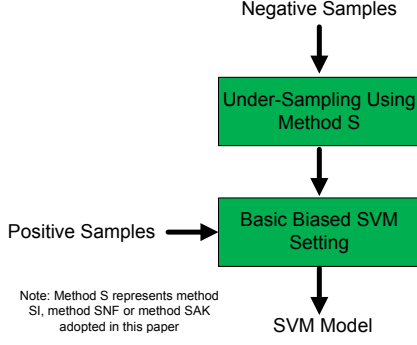 Negative Samples
Under-Sampling Using
Method S
Positive Samples
Basic Biased SVM
Setting
Note: Method S represents method
SI, method SNF or method SAK
adopted in this paper
SVM Model